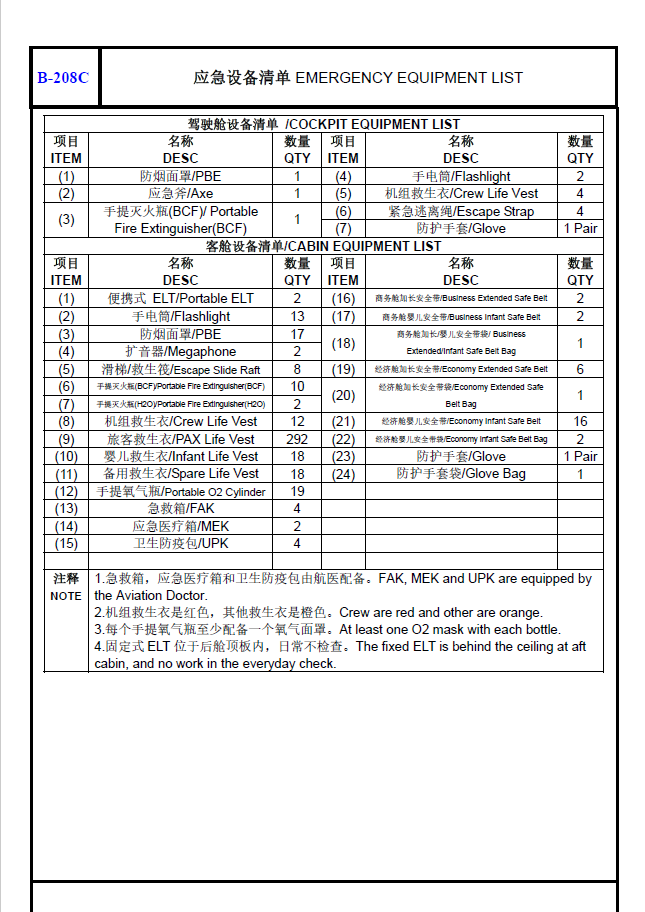 B-208C
应急设备清单 EMERGENCY EQUIPMENT LIST
驾驶舱设备清单 /COCKPIT EQUIPMENT LIST
项目 名称 数量 项目 名称 数量
ITEM DESC QTY ITEM DESC QTY
(1) 防烟面罩/PBE 1 (4) 手电筒/Flashlight 2
(2) 应急斧/Axe 1 (5) 机组救生衣/Crew Life Vest 4
(3) 手提灭火瓶(BCF)/ Portable
Fire Extinguisher(BCF) 1
(6) 紧急逃离绳/Escape Strap 4
(7) 防护手套/Glove 1 Pair
客舱设备清单/CABIN EQUIPMENT LIST
项目 名称 数量 项目 名称 数量
ITEM DESC QTY ITEM DESC QTY
(1) 便携式 ELT/Portable ELT 2 (16) 商务舱加长安全带/Business Extended Safe Belt 2
(2) 手电筒/Flashlight 13 (17) 商务舱婴儿安全带/Business Infant Safe Belt 2
(3) 防烟面罩/PBE 17
(4) 扩音器/Megaphone 2
(18) 商务舱加长/婴儿安全带袋/ Business
Extended/Infant Safe Belt Bag 1
(5) 滑梯/救生筏/Escape Slide Raft 8 (19) 经济舱加长安全带/Economy Extended Safe Belt 6
(6) 手提灭火瓶(BCF)/Portable Fire Extinguisher(BCF) 10
(7) 手提灭火瓶(H2O)/Portable Fire Extinguisher(H2O) 2
(20) 经济舱加长安全带袋/Economy Extended Safe
Belt Bag 1
(8) 机组救生衣/Crew Life Vest 12 (21) 经济舱婴儿安全带/Economy Infant Safe Belt 16
(9) 旅客救生衣/PAX Life Vest 292 (22) 经济舱婴儿安全带袋/Economy Infant Safe Belt Bag 2
(10) 婴儿救生衣/Infant Life Vest 18 (23) 防护手套/Glove 1 Pair
(11) 备用救生衣/Spare Life Vest 18 (24) 防护手套袋/Glove Bag 1
(12) 手提氧气瓶/Portable O2 Cylinder 19
(13) 急救箱/FAK 4
(14) 应急医疗箱/MEK 2
(15) 卫生防疫包/UPK 4
注释
NOTE
1.急救箱，应急医疗箱和卫生防疫包由航医配备。FAK, MEK and UPK are equipped by
the Aviation Doctor.
2.机组救生衣是红色，其他救生衣是橙色。Crew are red and other are orange.
3.每个手提氧气瓶至少配备一个氧气面罩。At least one O2 mask with each bottle.
4.固定式 ELT 位于后舱顶板内，日常不检查。The fixed ELT is behind the ceiling at aft
cabin, and no work in the everyday check.